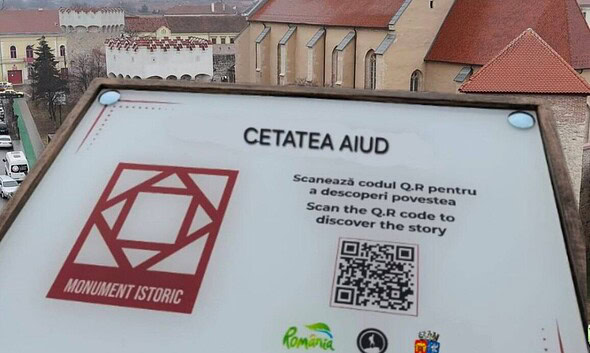 CETATEA AIUD
Scanează codul Q.R pentru
a descoperi povestea
Scan the Q.R code to
discover the story
MONUMENT ISTORIC
România